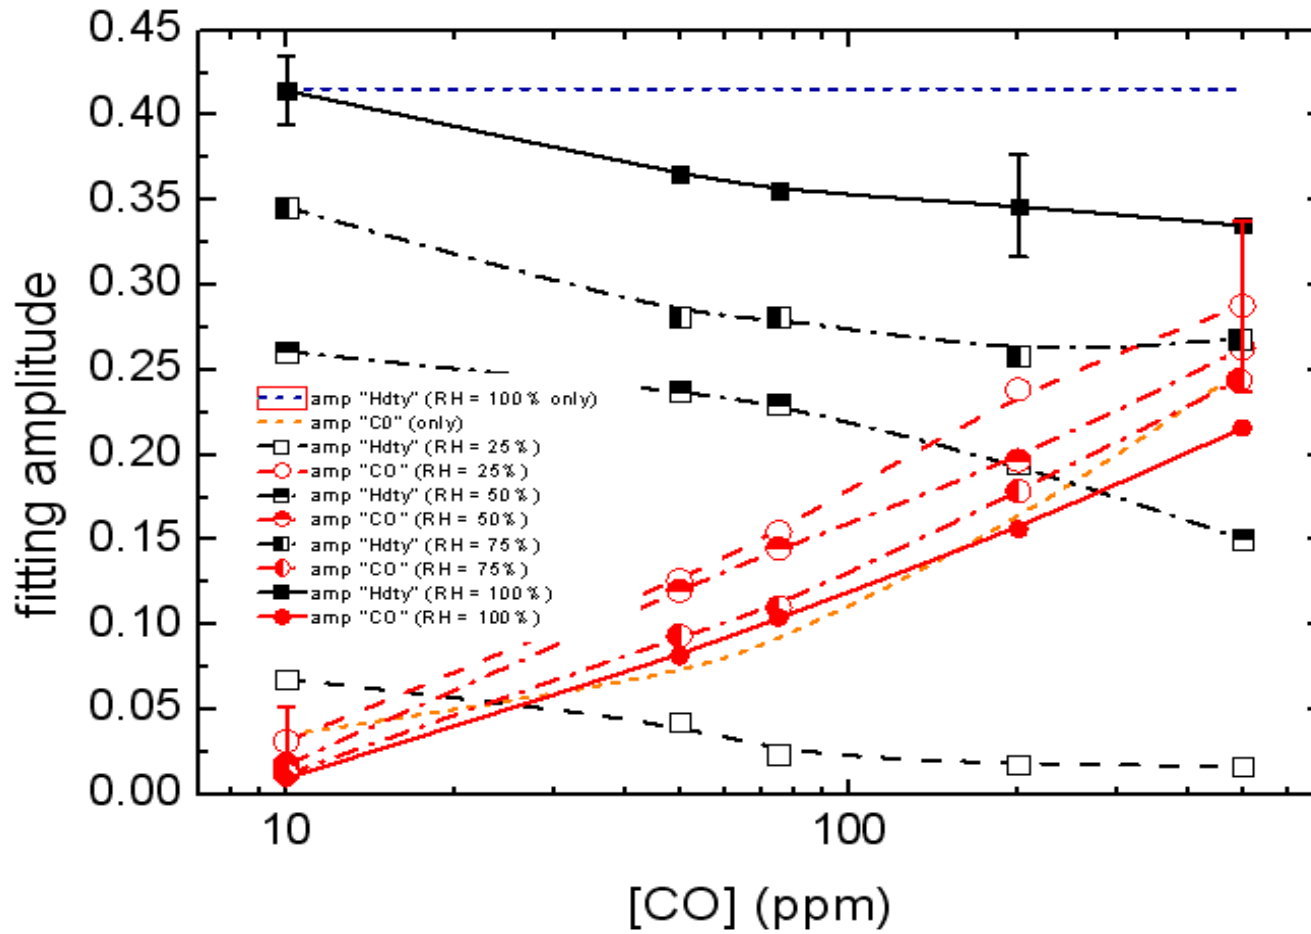 0.45
0.40
0.35
0.30
0.25
0.20
0.15
0.10
0.05
0.00
fitting amplitude
amp "Hdty" (RH = 100% only)
amp "C0" (only)
amp "Hdty" (RH = 25%)
amp "CO" (RH = 25%)
amp "Hdty" (RH = 50%)
amp "CO" (RH = 50%)
amp "Hdty" (RH = 75%)
amp "CO" (RH = 75%)
amp "Hdty" (RH = 100%)
amp "CO" (RH = 100%)
10 100
[CO] (ppm)